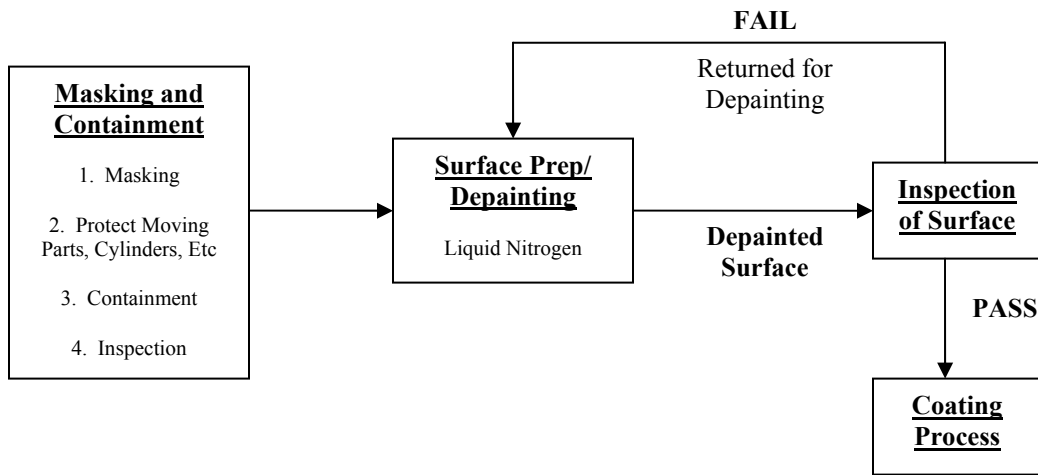 FAIL
Returned for
Depainting
Masking and
Containment
1. Masking
2. Protect Moving
Parts, Cylinders, Etc
3. Containment
4. Inspection
Surface Prep/
Depainting
Liquid Nitrogen
Depainted
Surface
Inspection
of Surface
PASS
Coating
Process